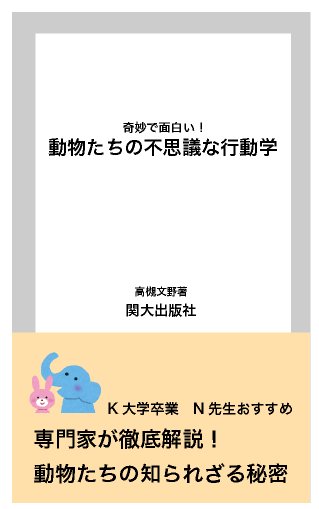 奇妙で面白い！
動物たちの不思議な行動学
高槻文野著
関大出版社
K大学卒業　N先生おすすめ
専門家が徹底解説！
動物たちの知られざる秘密